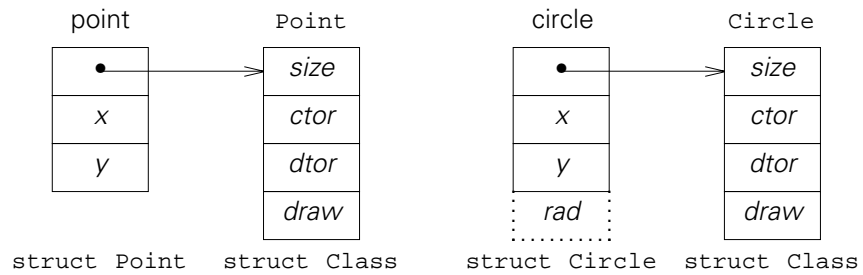 point Point circle Circle
size size
x ctor x ctor
y dtor y dtor
draw rad draw
struct Point struct Class struct Circle struct Class